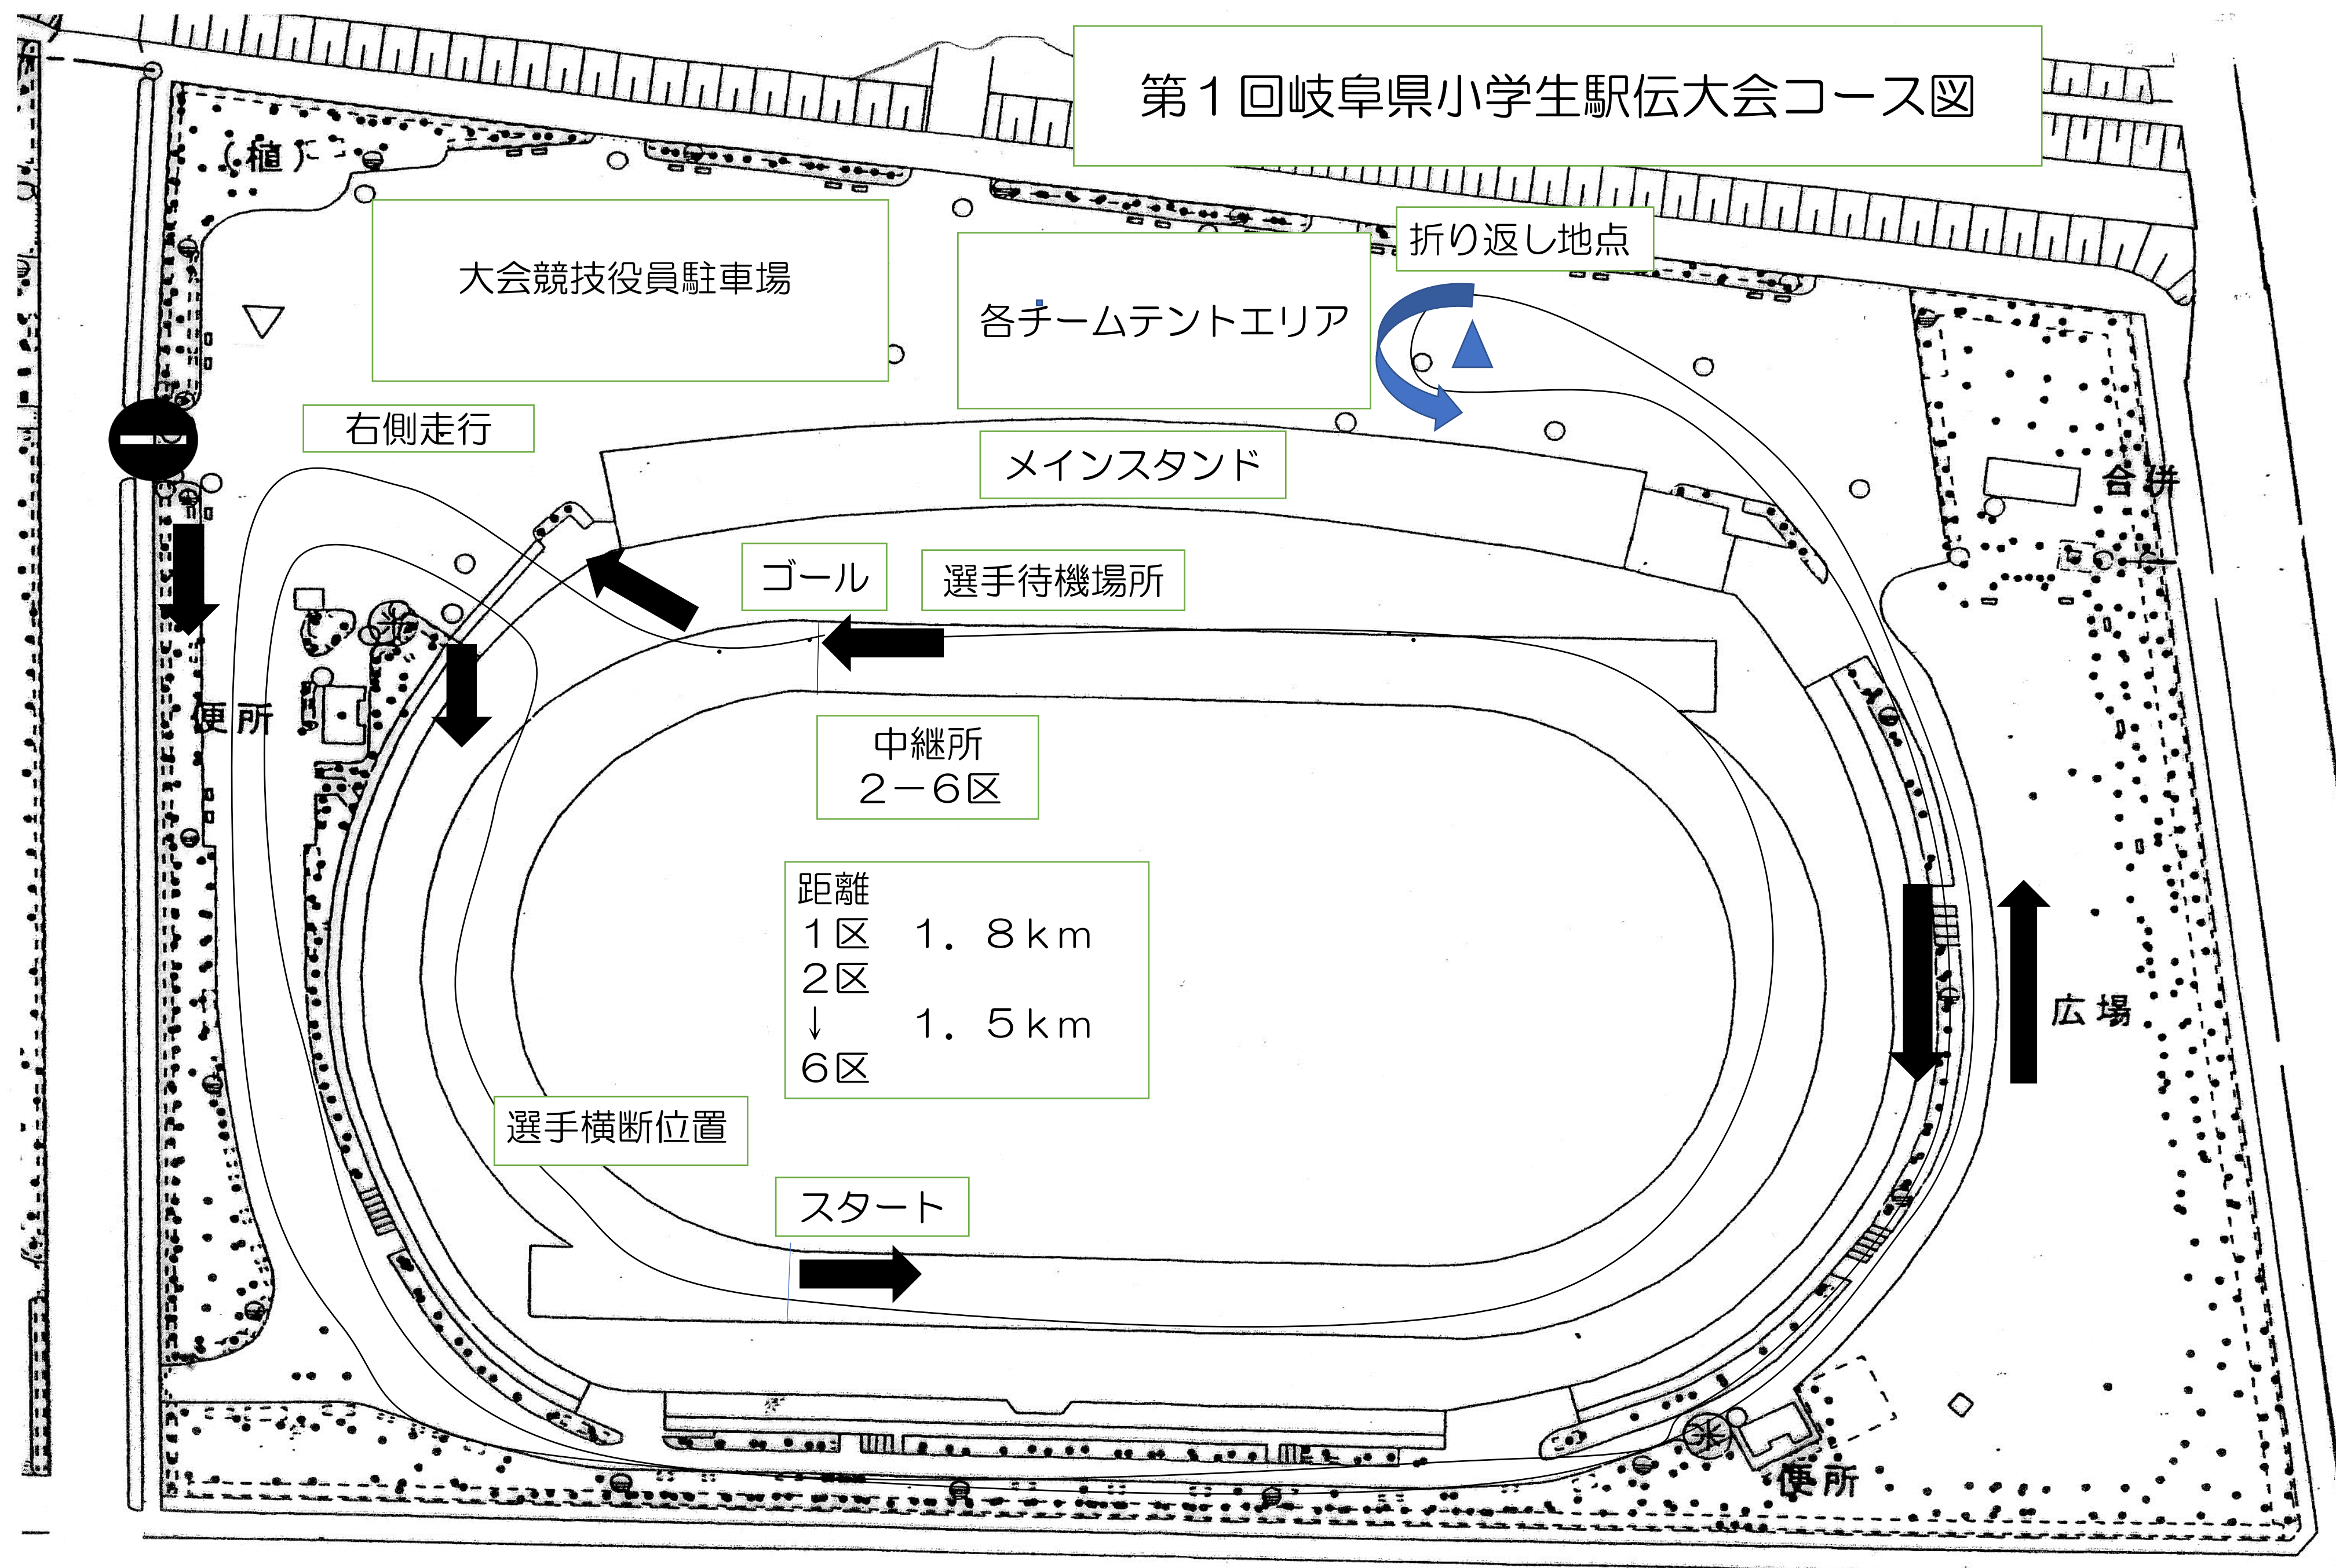 第１回岐阜県小学生駅伝大会コース図
(植)
折り返し地点
大会競技役員駐車場
各チームテントエリア
右側走行
メインスタンド
合併
ゴール
選手待機場所
便所
中継所
２－６区
距離
１区　１．８ｋｍ
２区
↓　１．５ｋｍ
６区
広場
選手横断位置
スタート
便所